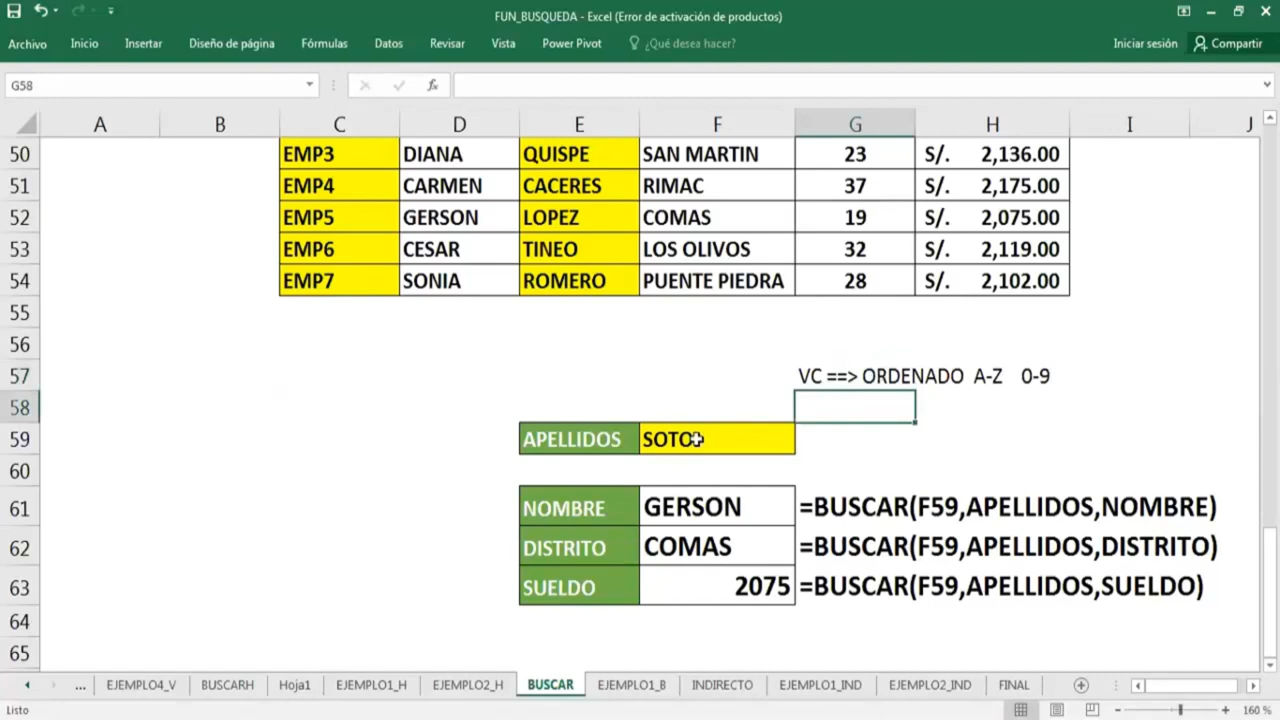 FUN_BUSQUEDA - Excel (Error de activación de productos)
Archivo Inicio Insertar Diseño de página Fórmulas Datos Revisar Vista Power Pivot ¿Qué desea hacer? Iniciar sesión Compartir
G58 fx
A B C D E F G H I J
50 EMP3 DIANA QUISPE SAN MARTIN 23 S/. 2,136.00
51 EMP4 CARMEN CACERES RIMAC 37 S/. 2,175.00
52 EMP5 GERSON LOPEZ COMAS 19 S/. 2,075.00
53 EMP6 CESAR TINEO LOS OLIVOS 32 S/. 2,119.00
54 EMP7 SONIA ROMERO PUENTE PIEDRA 28 S/. 2,102.00
55
56
57 VC ==> ORDENADO A-Z 0-9
58
59 APELLIDOS SOTO
60
61 NOMBRE GERSON =BUSCAR(F59,APELLIDOS,NOMBRE)
62 DISTRITO COMAS =BUSCAR(F59,APELLIDOS,DISTRITO)
63 SUELDO 2075 =BUSCAR(F59,APELLIDOS,SUELDO)
64
65
... EJEMPLO4_V BUSCARH Hoja1 EJEMPLO1_H EJEMPLO2_H BUSCAR EJEMPLO1_B INDIRECTO EJEMPLO1_IND EJEMPLO2_IND FINAL
Listo 160 %